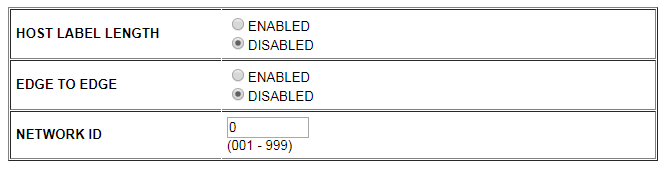 HOST LABEL LENGTH
ENABLED
DISABLED
EDGE TO EDGE
ENABLED
DISABLED
NETWORK ID
0
(001 - 999)